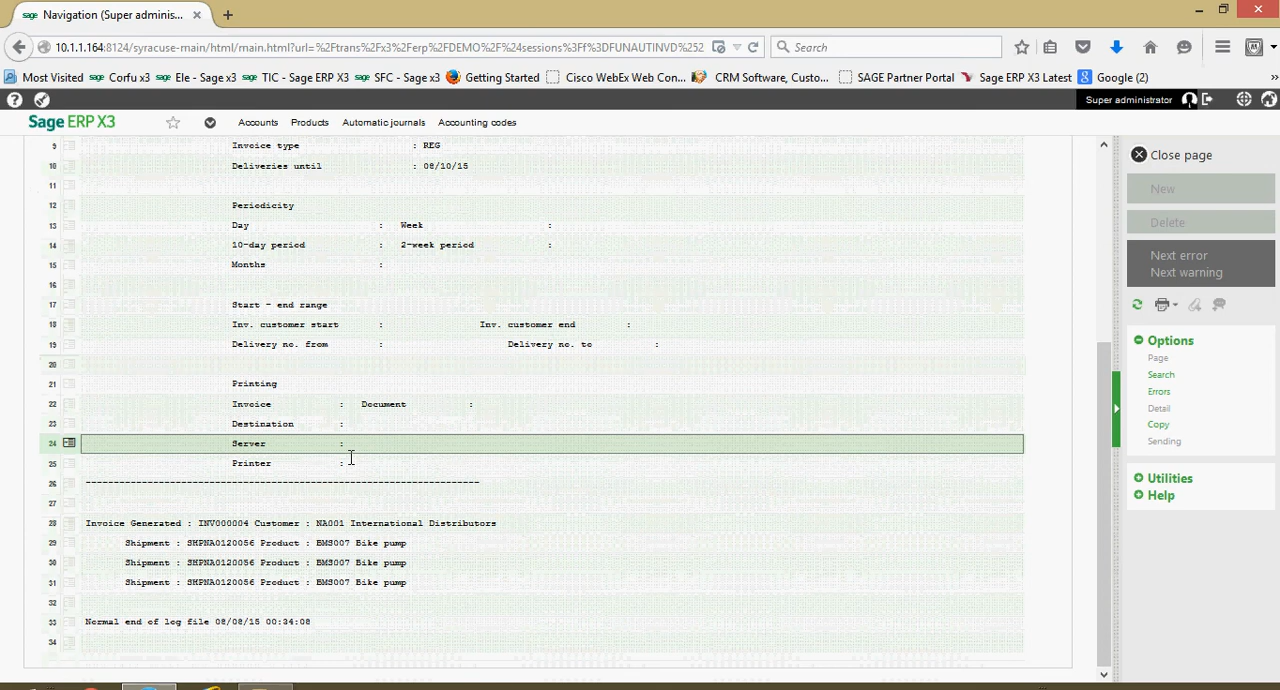 sage Navigation (Super adminis... × +
10.1.1.164:8124/syracuse-main/html/main.html?url=%2Ftrans%2Fx3%2Ferp%2FDEMO%2F%24sessions%3Ff%3DFUNAUTINVD%252 Search
Most Visited sage Corfu x3 sage Ele - Sage x3 sage TIC - Sage ERP X3 sage SFC - Sage x3 Getting Started Cisco WebEx Web Con... CRM Software, Custo... SAGE Partner Portal Sage ERP X3 Latest Google (2) »
Super administrator
Sage ERP X3 Accounts Products Automatic journals Accounting codes
9 Invoice type : REG
10 Deliveries until : 08/10/15
11
12 Periodicity
13 Day : Week :
14 10-day period : 2-week period :
15 Months :
16
17 Start - end range
18 Inv. customer start : Inv. customer end :
19 Delivery no. from : Delivery no. to :
20
21 Printing
22 Invoice : Document :
23 Destination :
24 Server :
25 Printer :
26 ----------------------------------------------------------------------
27
28 Invoice Generated : INV000004 Customer : NA001 International Distributors
29 Shipment : SHPNA0120056 Product : BMS007 Bike pump
30 Shipment : SHPNA0120056 Product : BMS007 Bike pump
31 Shipment : SHPNA0120056 Product : BMS007 Bike pump
32
33 Normal end of log file 08/08/15 00:34:08
34
Close page
New
Delete
Next error
Next warning
Options
Page
Search
Errors
Detail
Copy
Sending
Utilities
Help